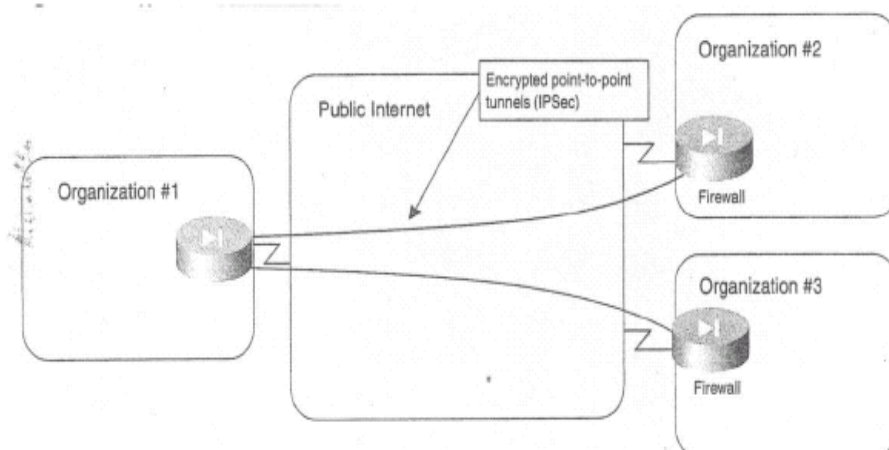 Organization #2
Encrypted point-to-point
tunnels (IPSec)
Public Internet
Organization #1
Firewall
Organization #3
Firewall